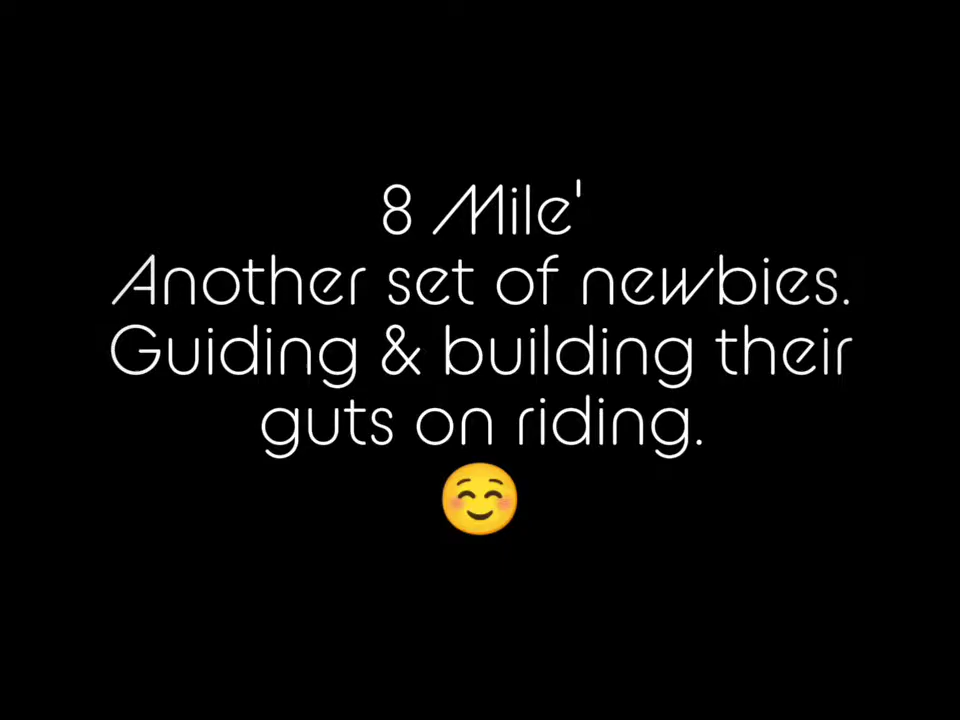 8 Mile'
Another set of newbies.
Guiding & building their
guts on riding.
☺️